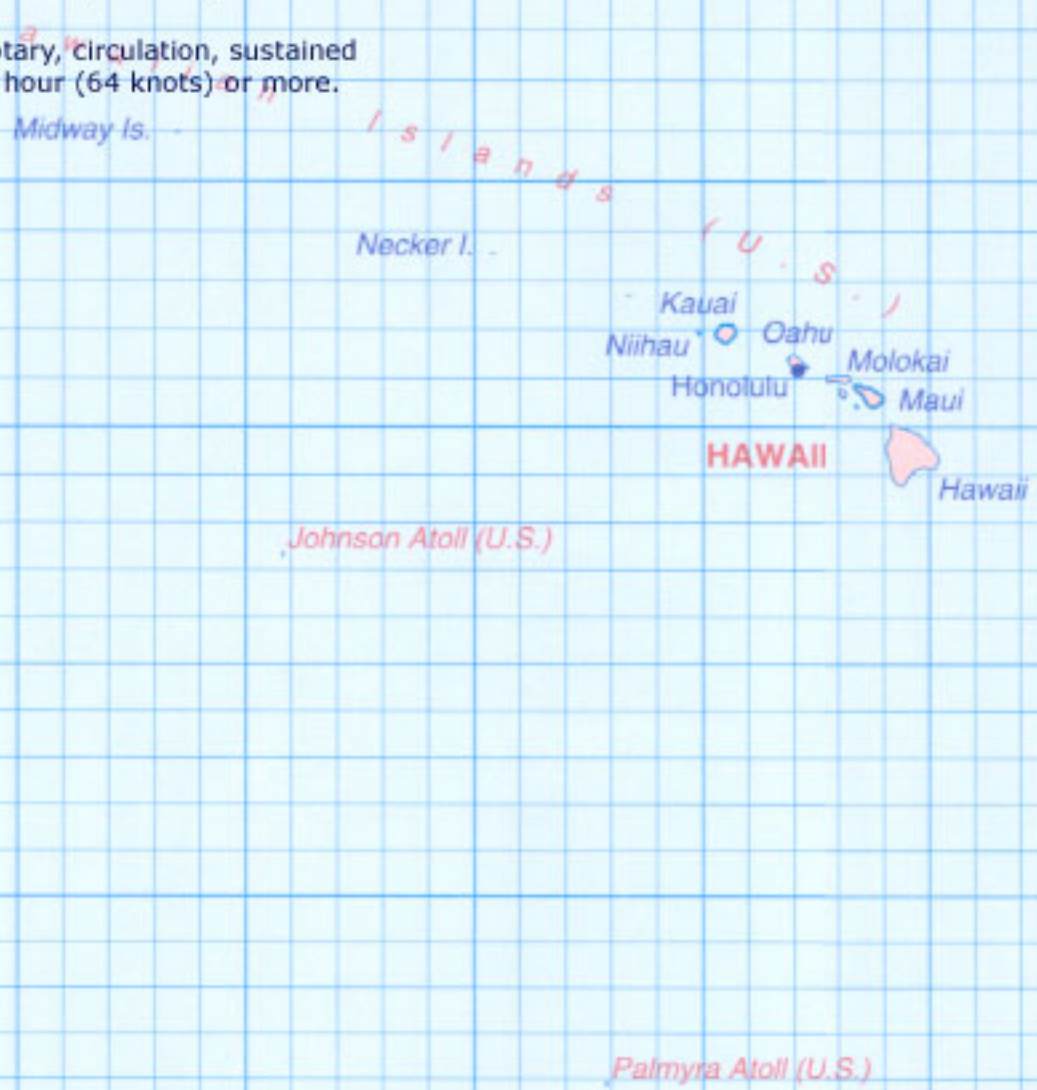 otary, circulation, sustained
hour (64 knots) or more.
a w a i i a n Islands (U.S.)
Midway Is.
Necker I.
Kauai
Niihau
Oahu
Molokai
Honolulu
Maui
HAWAII
Hawaii
Johnson Atoll (U.S.)
Palmyra Atoll (U.S.)